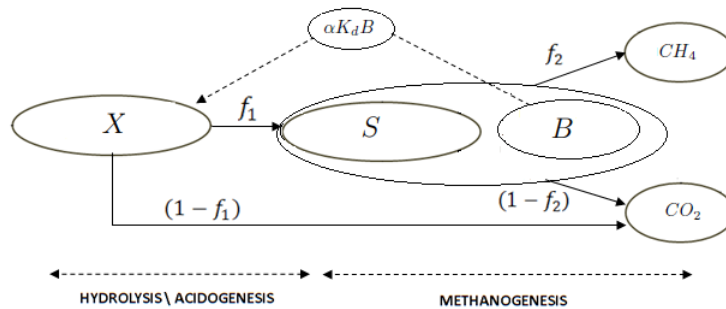 αK_dB
f_2
CH_4
X
f_1
S
B
(1 − f_1)
(1 − f_2)
CO_2
HYDROLYSIS\ ACIDOGENESIS
METHANOGENESIS